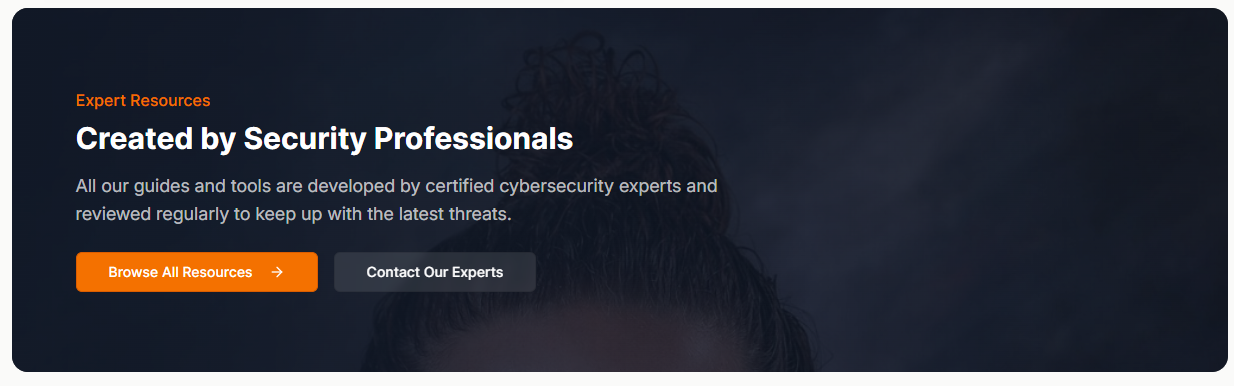 Expert Resources
Created by Security Professionals
All our guides and tools are developed by certified cybersecurity experts and
reviewed regularly to keep up with the latest threats.
Browse All Resources →
Contact Our Experts